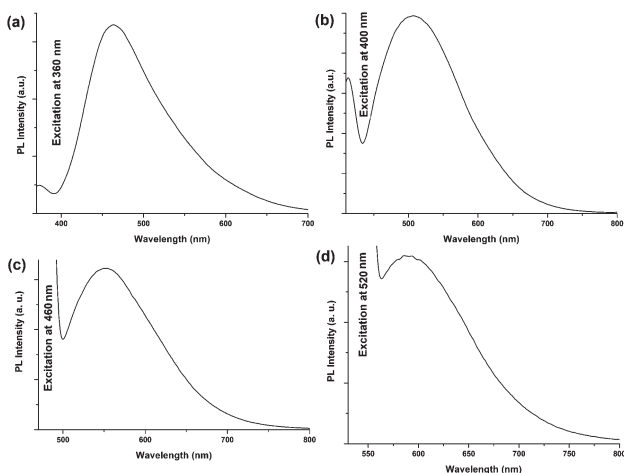 (a)
Excitation at 360 nm
PL Intensity (a.u.)
400 500 600 700
Wavelength (nm)
(b)
Excitation at 400 nm
PL Intensity (a.u.)
500 600 700 800
Wavelength (nm)
(c)
Excitation at 460 nm
PL Intensity (a. u.)
500 600 700 800
Wavelength (nm)
(d)
Excitation at 520 nm
PL Intensity (a. u.)
550 600 650 700 750 800
Wavelength (nm)